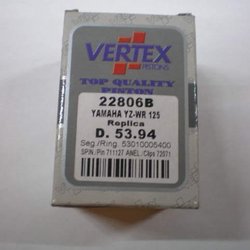 VERTEX
PISTONS
TOP QUALITY
PISTON
22806B
YAMAHA YZ-WR 125
Replica
D. 53.94
Seg./Ring. 53010005400
SPIN./Pin 711127 ANEL./Clips 72071